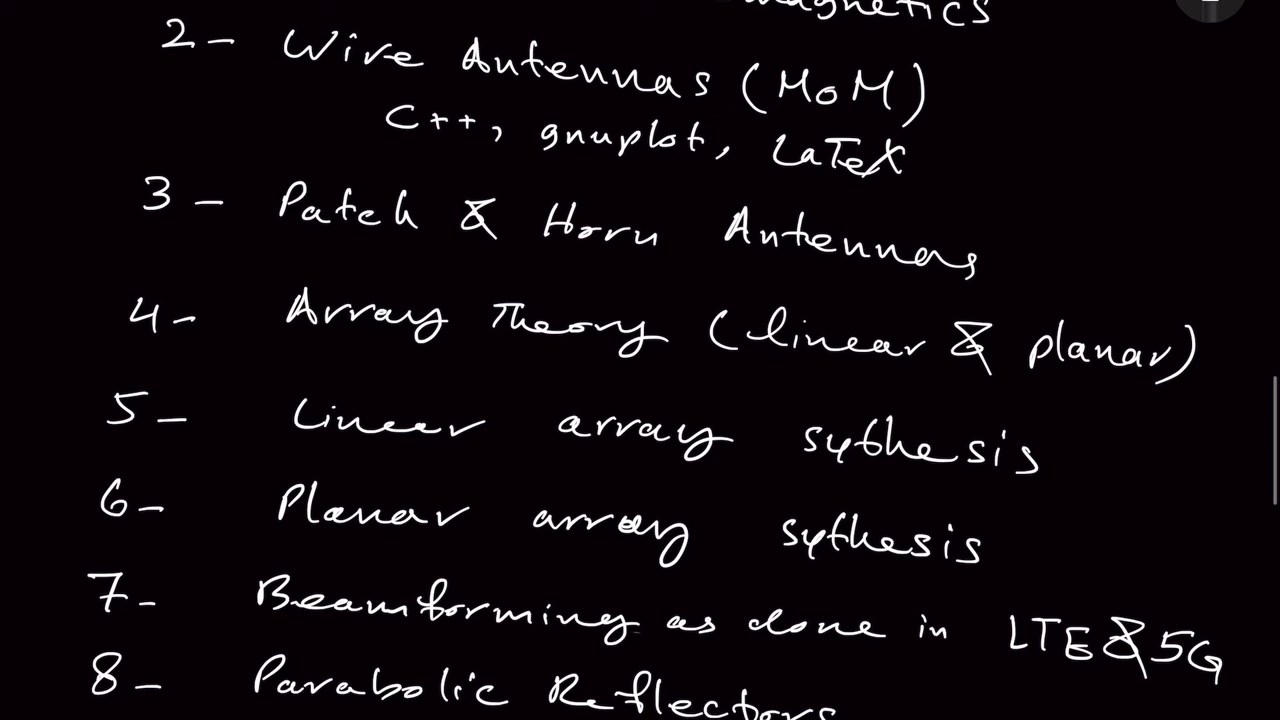 magnetics
2- Wire Antennas (MoM)
C++, gnuplot, LaTeX
3- Patch & Horn Antennas
4- Array Theory (linear & planar)
5- Linear array sythesis
6- Planar array sythesis
7- Beamforming as done in LTE & 5G
8- Parabolic Reflectors